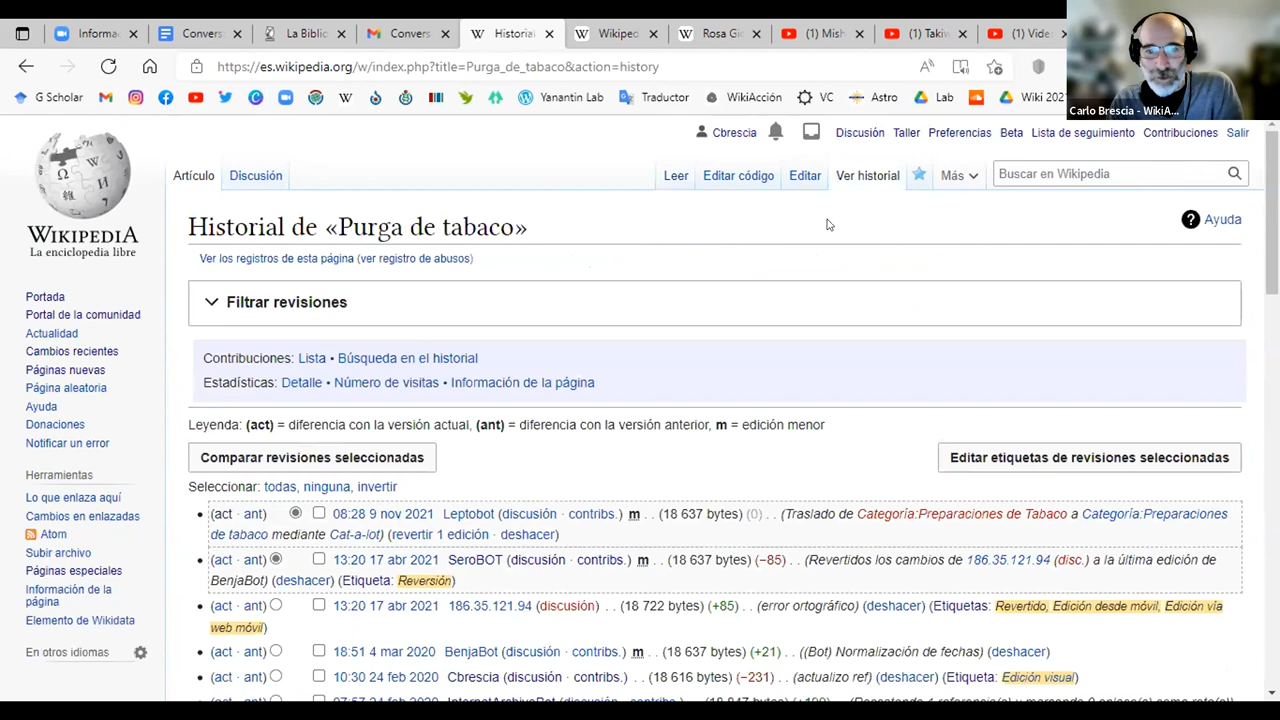 Informac
Convers
La Biblio
Convers
Historial
Wikiped
Rosa Gio
(1) Mish
(1) Takiw
(1) Vide
https://es.wikipedia.org/w/index.php?title=Purga_de_tabaco&action=history
G Scholar
Yanantin Lab
Traductor
WikiAcción
VC
Astro
Lab
Wiki 2021
Carlo Brescia - WikiA...
Cbrescia
Discusión Taller Preferencias Beta Lista de seguimiento Contribuciones Salir
Artículo Discusión Leer Editar código Editar Ver historial Más Buscar en Wikipedia
WIKIPEDIA
La enciclopedia libre
Historial de «Purga de tabaco»
Ayuda
Ver los registros de esta página (ver registro de abusos)
Filtrar revisiones
Contribuciones: Lista • Búsqueda en el historial
Estadísticas: Detalle • Número de visitas • Información de la página
Leyenda: (act) = diferencia con la versión actual, (ant) = diferencia con la versión anterior, m = edición menor
Comparar revisiones seleccionadas
Editar etiquetas de revisiones seleccionadas
Seleccionar: todas, ninguna, invertir
(act · ant) 08:28 9 nov 2021 Leptobot (discusión · contribs.) m . . (18 637 bytes) (0) . . (Traslado de Categoría:Preparaciones de Tabaco a Categoría:Preparaciones
de tabaco mediante Cat-a-lot) (revertir 1 edición · deshacer)
(act · ant) 13:20 17 abr 2021 SeroBOT (discusión · contribs.) m . . (18 637 bytes) (−85) . . (Revertidos los cambios de 186.35.121.94 (disc.) a la última edición de
BenjaBot) (deshacer) (Etiqueta: Reversión)
(act · ant) 13:20 17 abr 2021 186.35.121.94 (discusión) . . (18 722 bytes) (+85) . . (error ortográfico) (deshacer) (Etiquetas: Revertido, Edición desde móvil, Edición vía
web móvil)
(act · ant) 18:51 4 mar 2020 BenjaBot (discusión · contribs.) m . . (18 637 bytes) (+21) . . ((Bot) Normalización de fechas) (deshacer)
(act · ant) 10:30 24 feb 2020 Cbrescia (discusión · contribs.) . . (18 616 bytes) (−231) . . (actualizo ref) (deshacer) (Etiqueta: Edición visual)
Portada
Portal de la comunidad
Actualidad
Cambios recientes
Páginas nuevas
Página aleatoria
Ayuda
Donaciones
Notificar un error
Herramientas
Lo que enlaza aquí
Cambios en enlazadas
Atom
Subir archivo
Páginas especiales
Información de la
página
Elemento de Wikidata
En otros idiomas